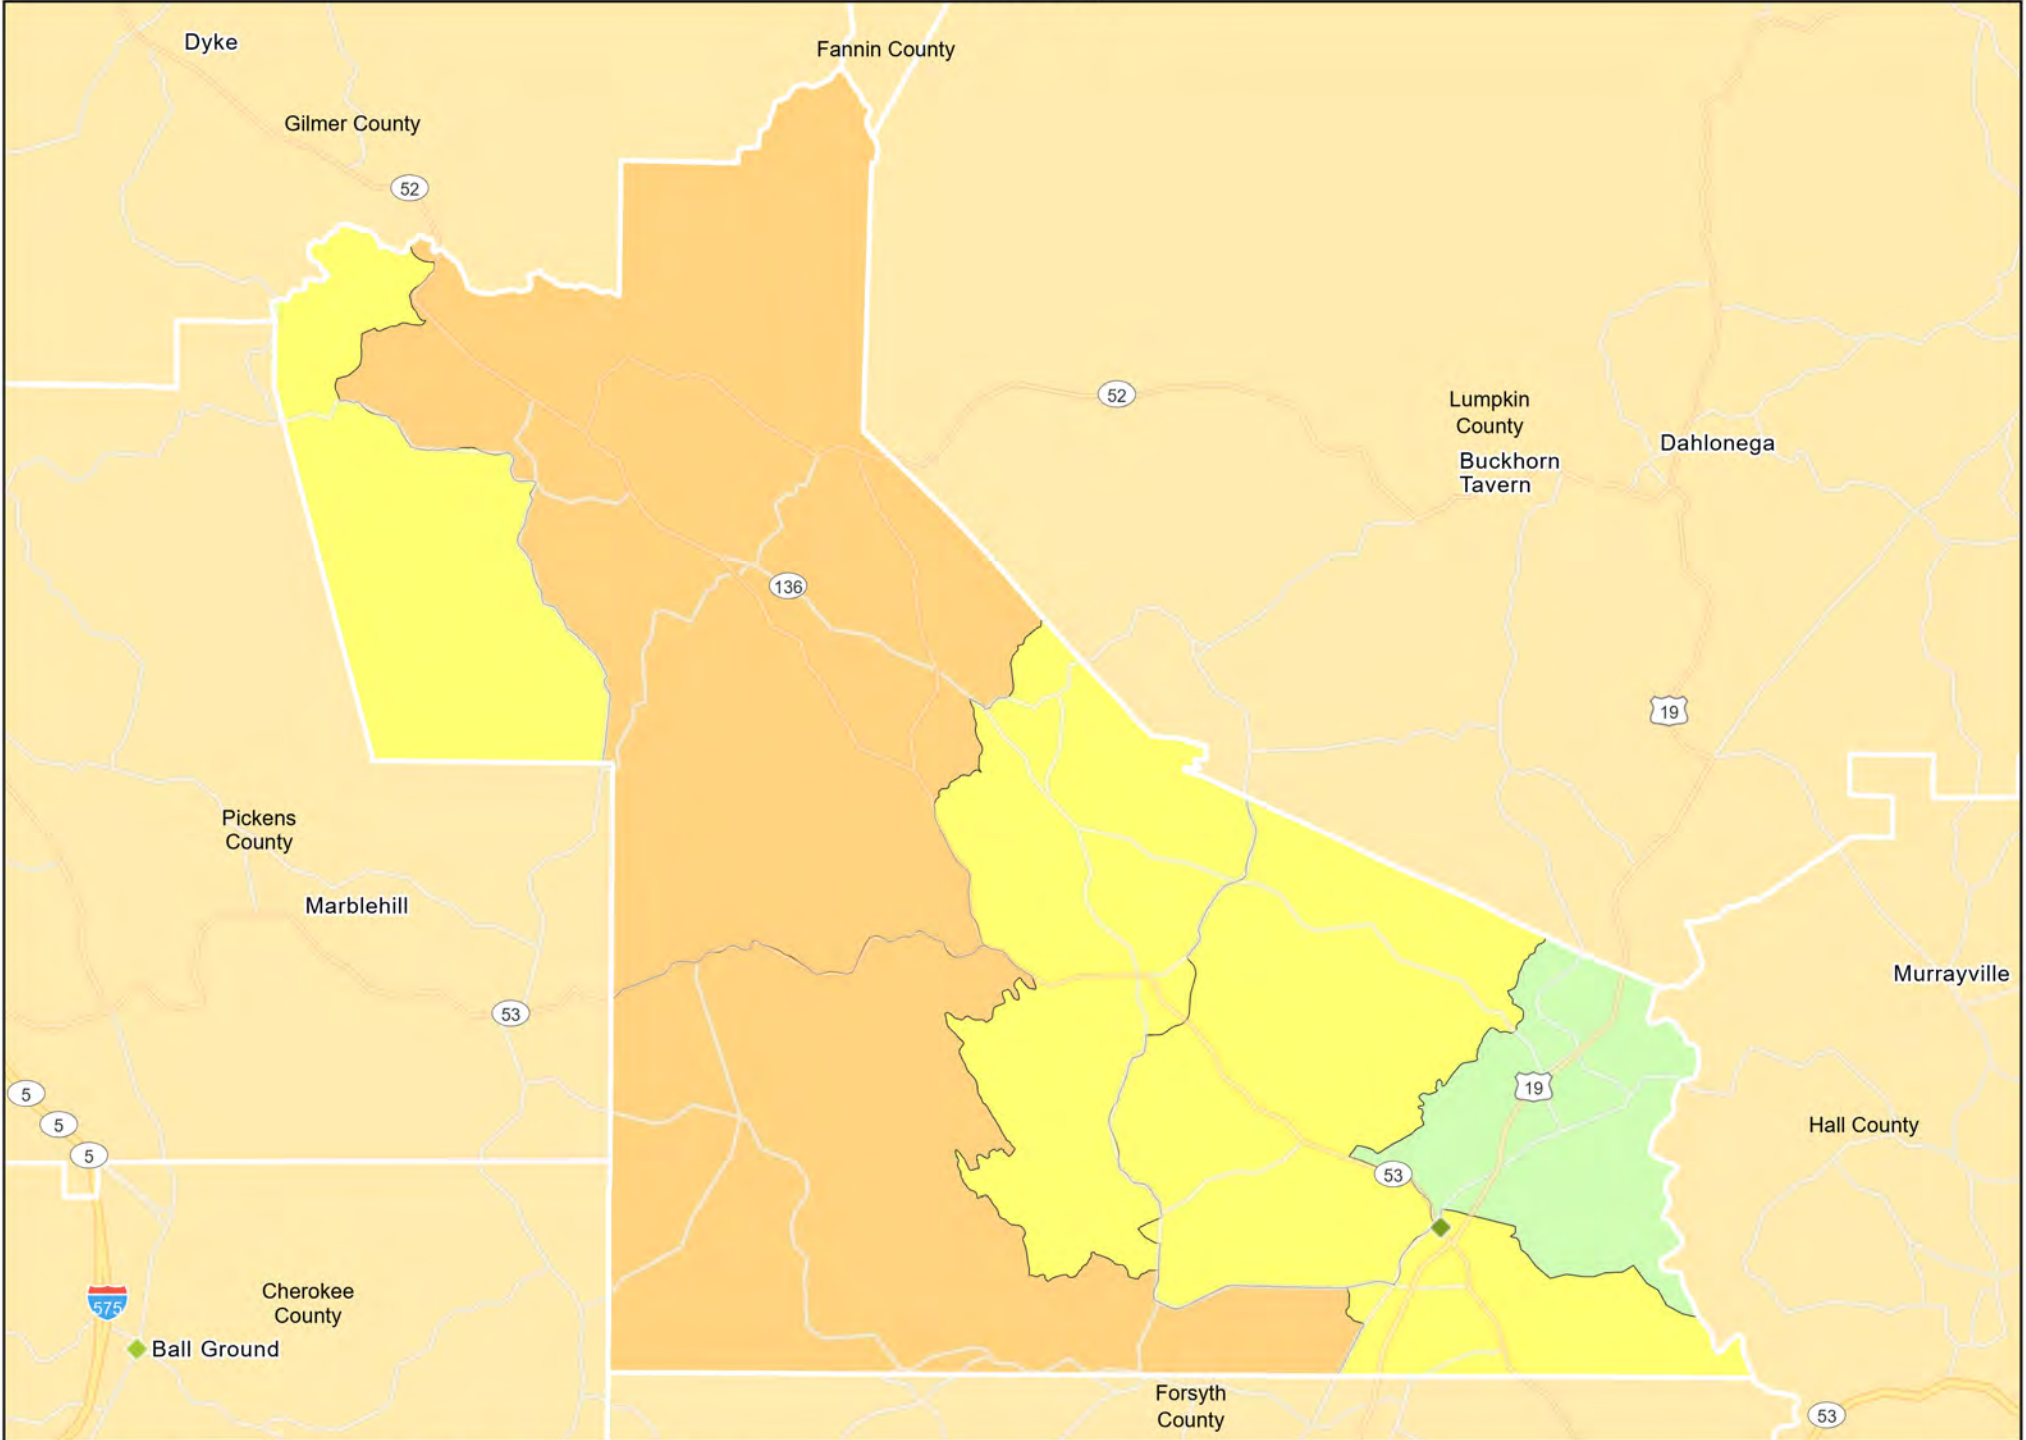 Dyke
Fannin County
Gilmer County
52
52
Lumpkin
County
Dahlonega
Buckhorn
Tavern
136
19
Pickens
County
Marblehill
Murrayville
53
5
19
5
Hall County
5
53
Cherokee
County
575
Ball Ground
Forsyth
County
53